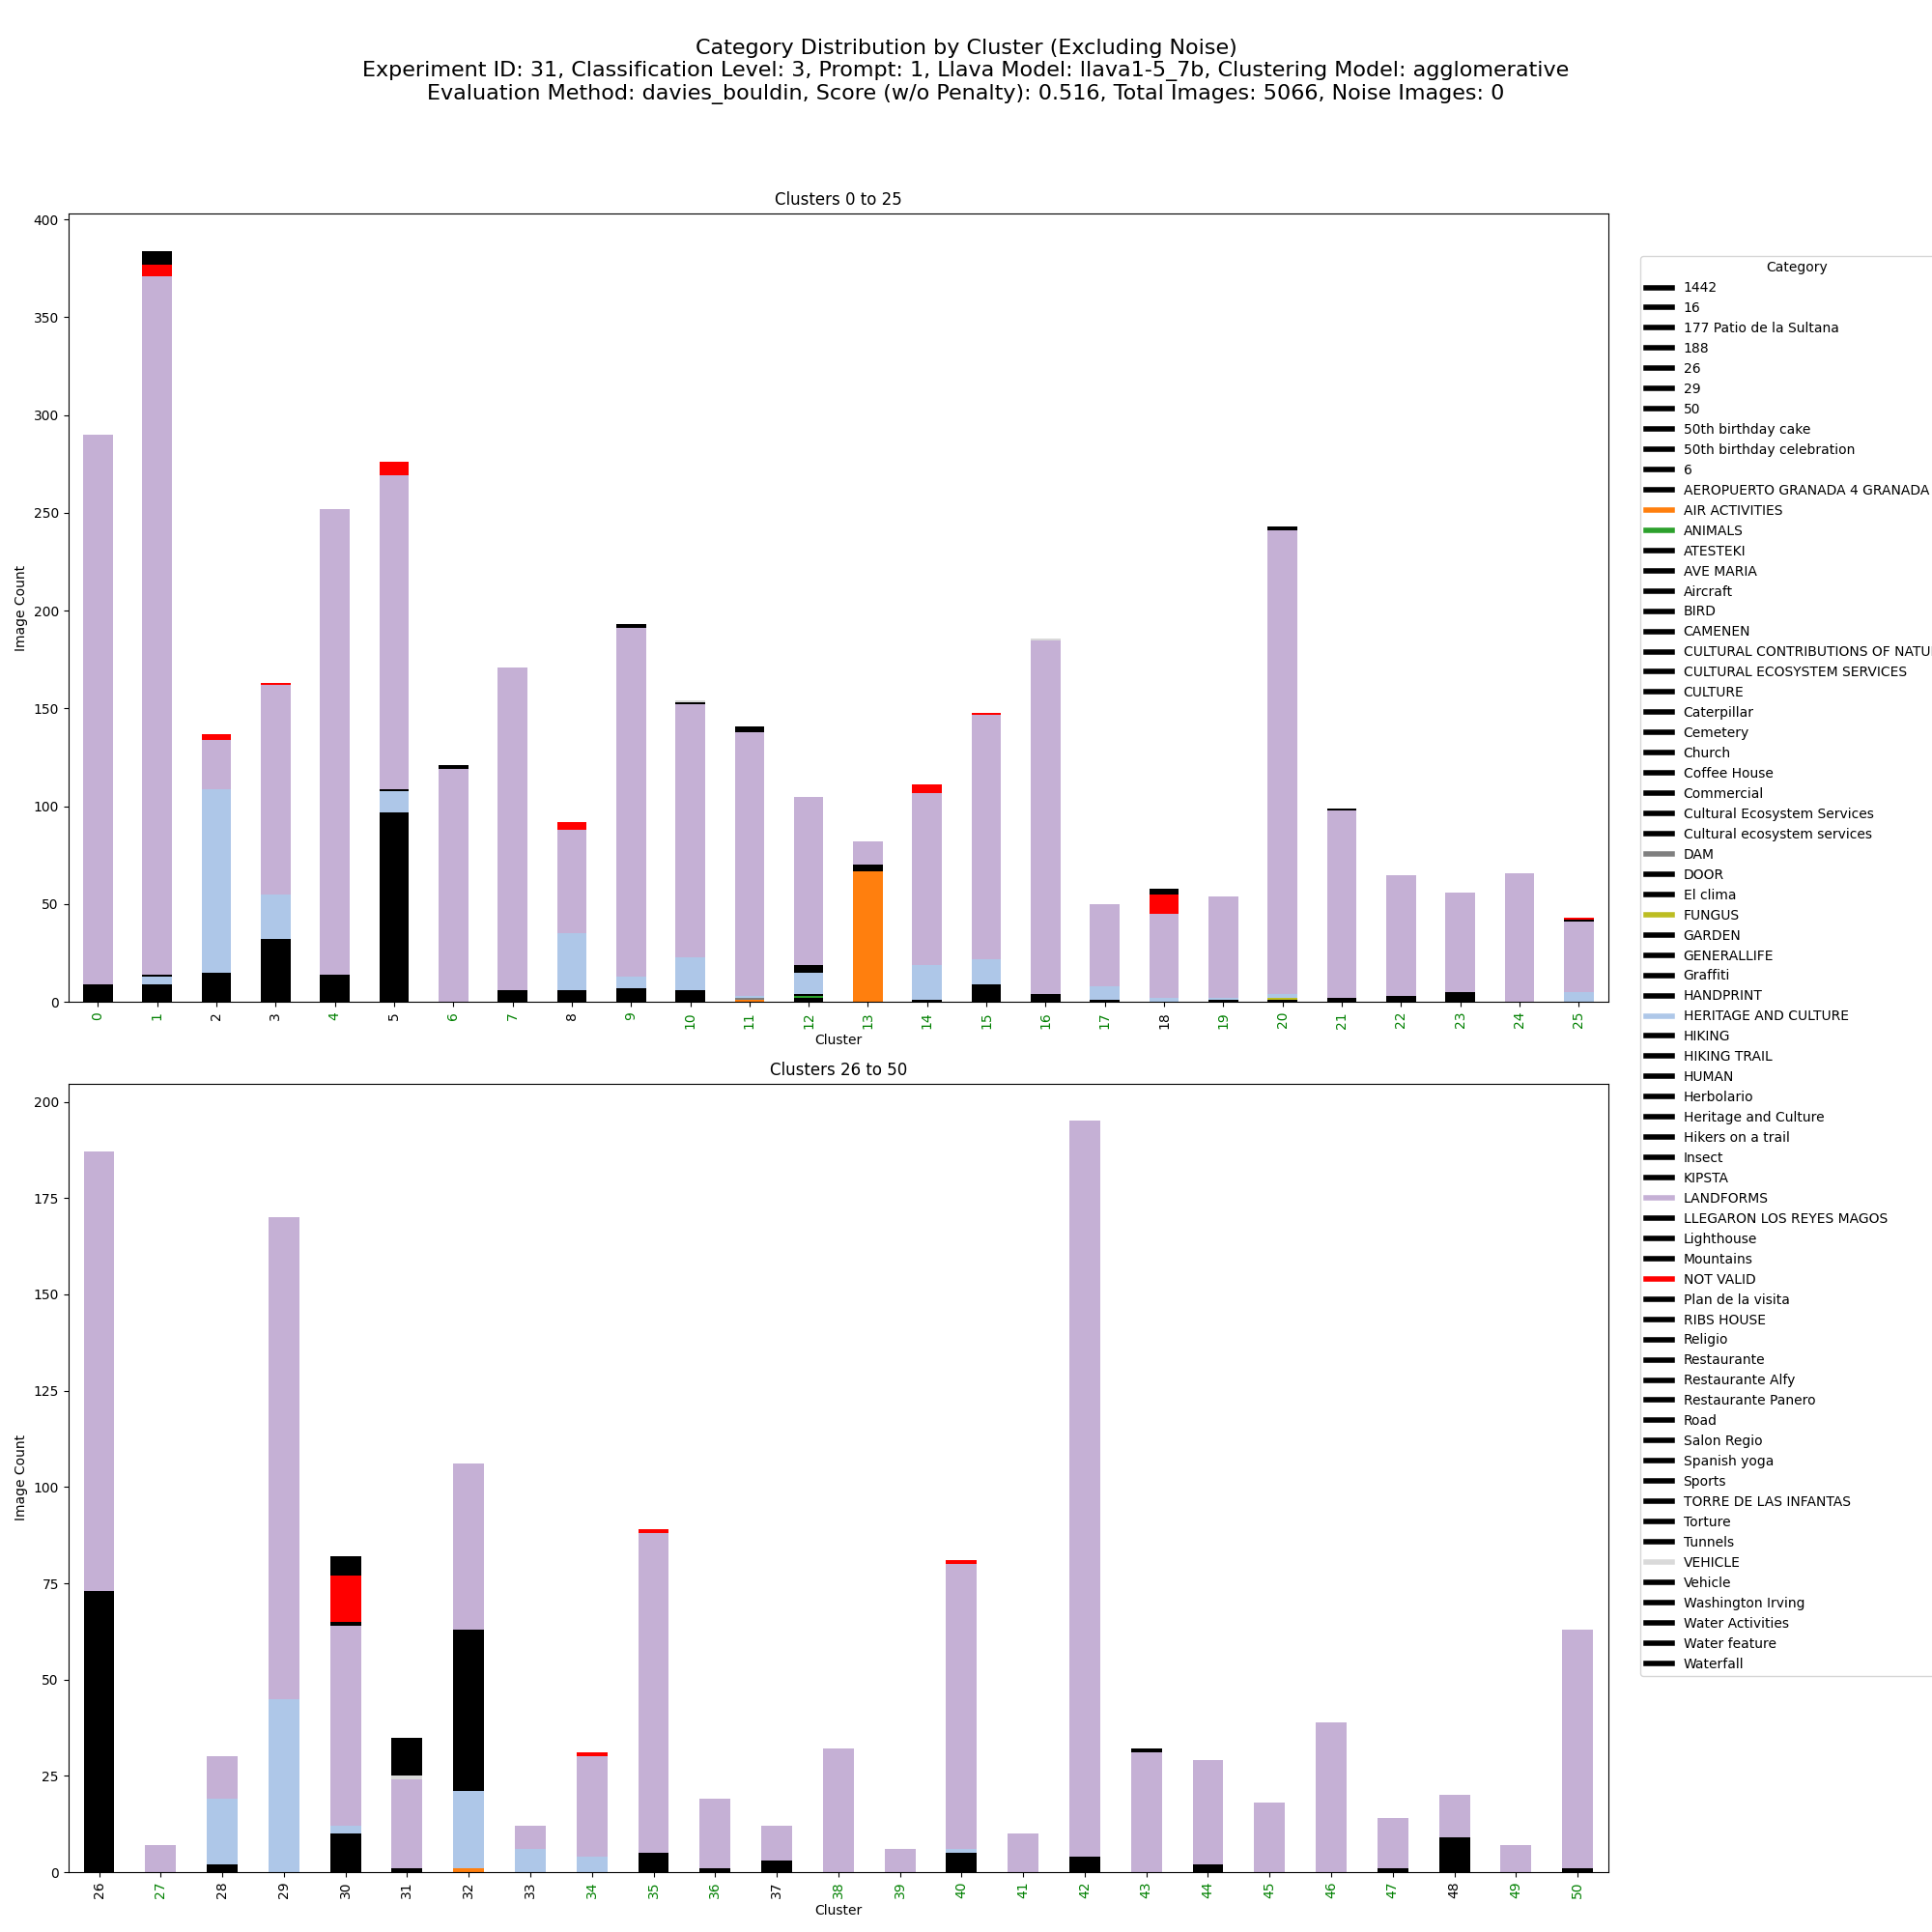 Category Distribution by Cluster (Excluding Noise)
Experiment ID: 31, Classification Level: 3, Prompt: 1, Llava Model: llava1-5_7b, Clustering Model: agglomerative
Evaluation Method: davies_bouldin, Score (w/o Penalty): 0.516, Total Images: 5066, Noise Images: 0
Clusters 0 to 25
400
350
300
250
200
150
100
50
0
Image Count
0 1 2 3 4 5 6 7 8 9 10 11 12 13 14 15 16 17 18 19 20 21 22 23 24 25
Cluster
Clusters 26 to 50
200
175
150
125
100
75
50
25
0
Image Count
26 27 28 29 30 31 32 33 34 35 36 37 38 39 40 41 42 43 44 45 46 47 48 49 50
Cluster
Category
1442
16
177 Patio de la Sultana
188
26
29
50
50th birthday cake
50th birthday celebration
6
AEROPUERTO GRANADA 4 GRANADA
AIR ACTIVITIES
ANIMALS
ATESTEKI
AVE MARIA
Aircraft
BIRD
CAMENEN
CULTURAL CONTRIBUTIONS OF NATU
CULTURAL ECOSYSTEM SERVICES
CULTURE
Caterpillar
Cemetery
Church
Coffee House
Commercial
Cultural Ecosystem Services
Cultural ecosystem services
DAM
DOOR
El clima
FUNGUS
GARDEN
GENERALLIFE
Graffiti
HANDPRINT
HERITAGE AND CULTURE
HIKING
HIKING TRAIL
HUMAN
Herbolario
Heritage and Culture
Hikers on a trail
Insect
KIPSTA
LANDFORMS
LLEGARON LOS REYES MAGOS
Lighthouse
Mountains
NOT VALID
Plan de la visita
RIBS HOUSE
Religio
Restaurante
Restaurante Alfy
Restaurante Panero
Road
Salon Regio
Spanish yoga
Sports
TORRE DE LAS INFANTAS
Torture
Tunnels
VEHICLE
Vehicle
Washington Irving
Water Activities
Water feature
Waterfall